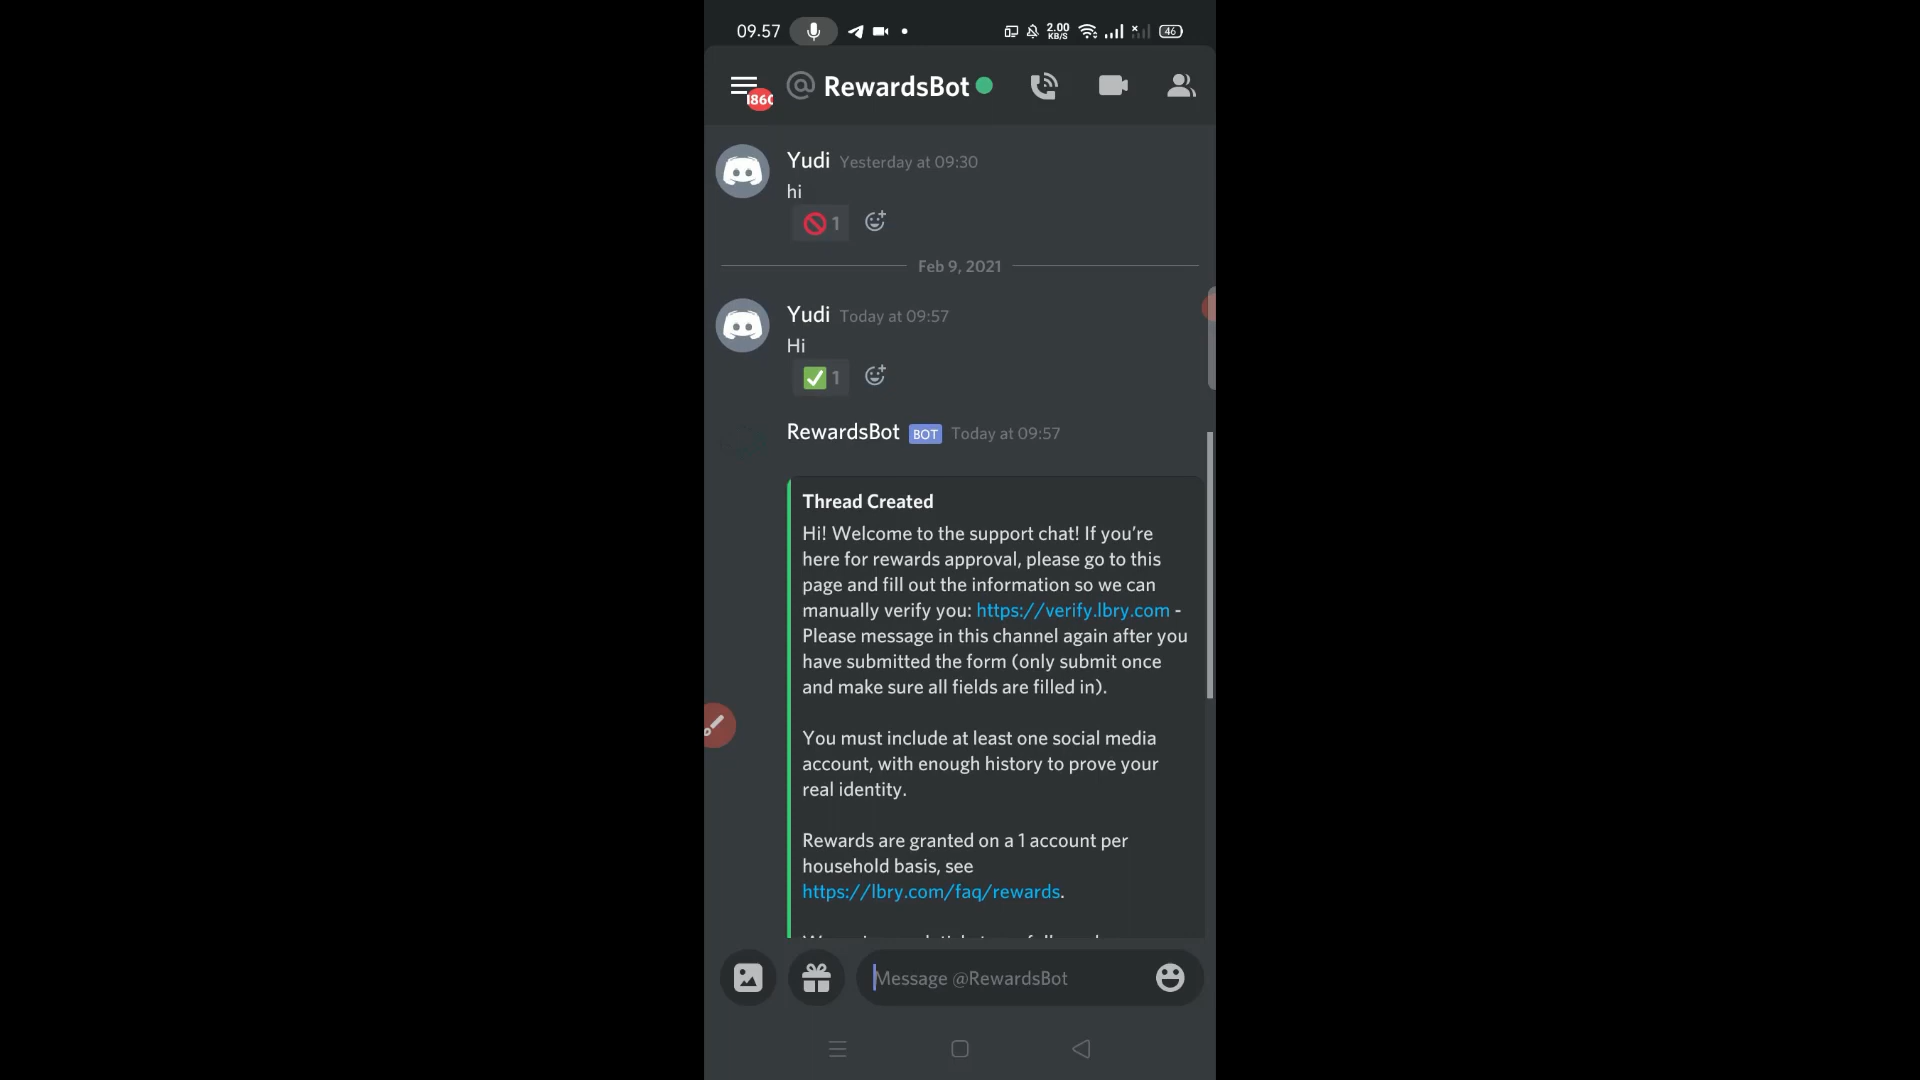 09.57 2.00 KB/S 46
RewardsBot
Yudi Yesterday at 09:30
hi
1
Feb 9, 2021
Yudi Today at 09:57
Hi
1
RewardsBot BOT Today at 09:57
Thread Created
Hi! Welcome to the support chat! If you’re
here for rewards approval, please go to this
page and fill out the information so we can
manually verify you: https://verify.lbry.com -
Please message in this channel again after you
have submitted the form (only submit once
and make sure all fields are filled in).
You must include at least one social media
account, with enough history to prove your
real identity.
Rewards are granted on a 1 account per
household basis, see
https://lbry.com/faq/rewards.
Message @RewardsBot